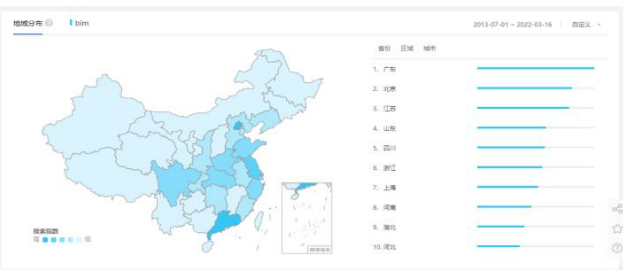 地域分布 bim 2013-07-01 ~ 2022-03-16 自定义
省份 区域 城市
1. 广东
2. 北京
3. 江苏
4. 山东
5. 四川
6. 浙江
7. 上海
8. 河南
9. 湖北
10. 河北
搜索指数
高 低